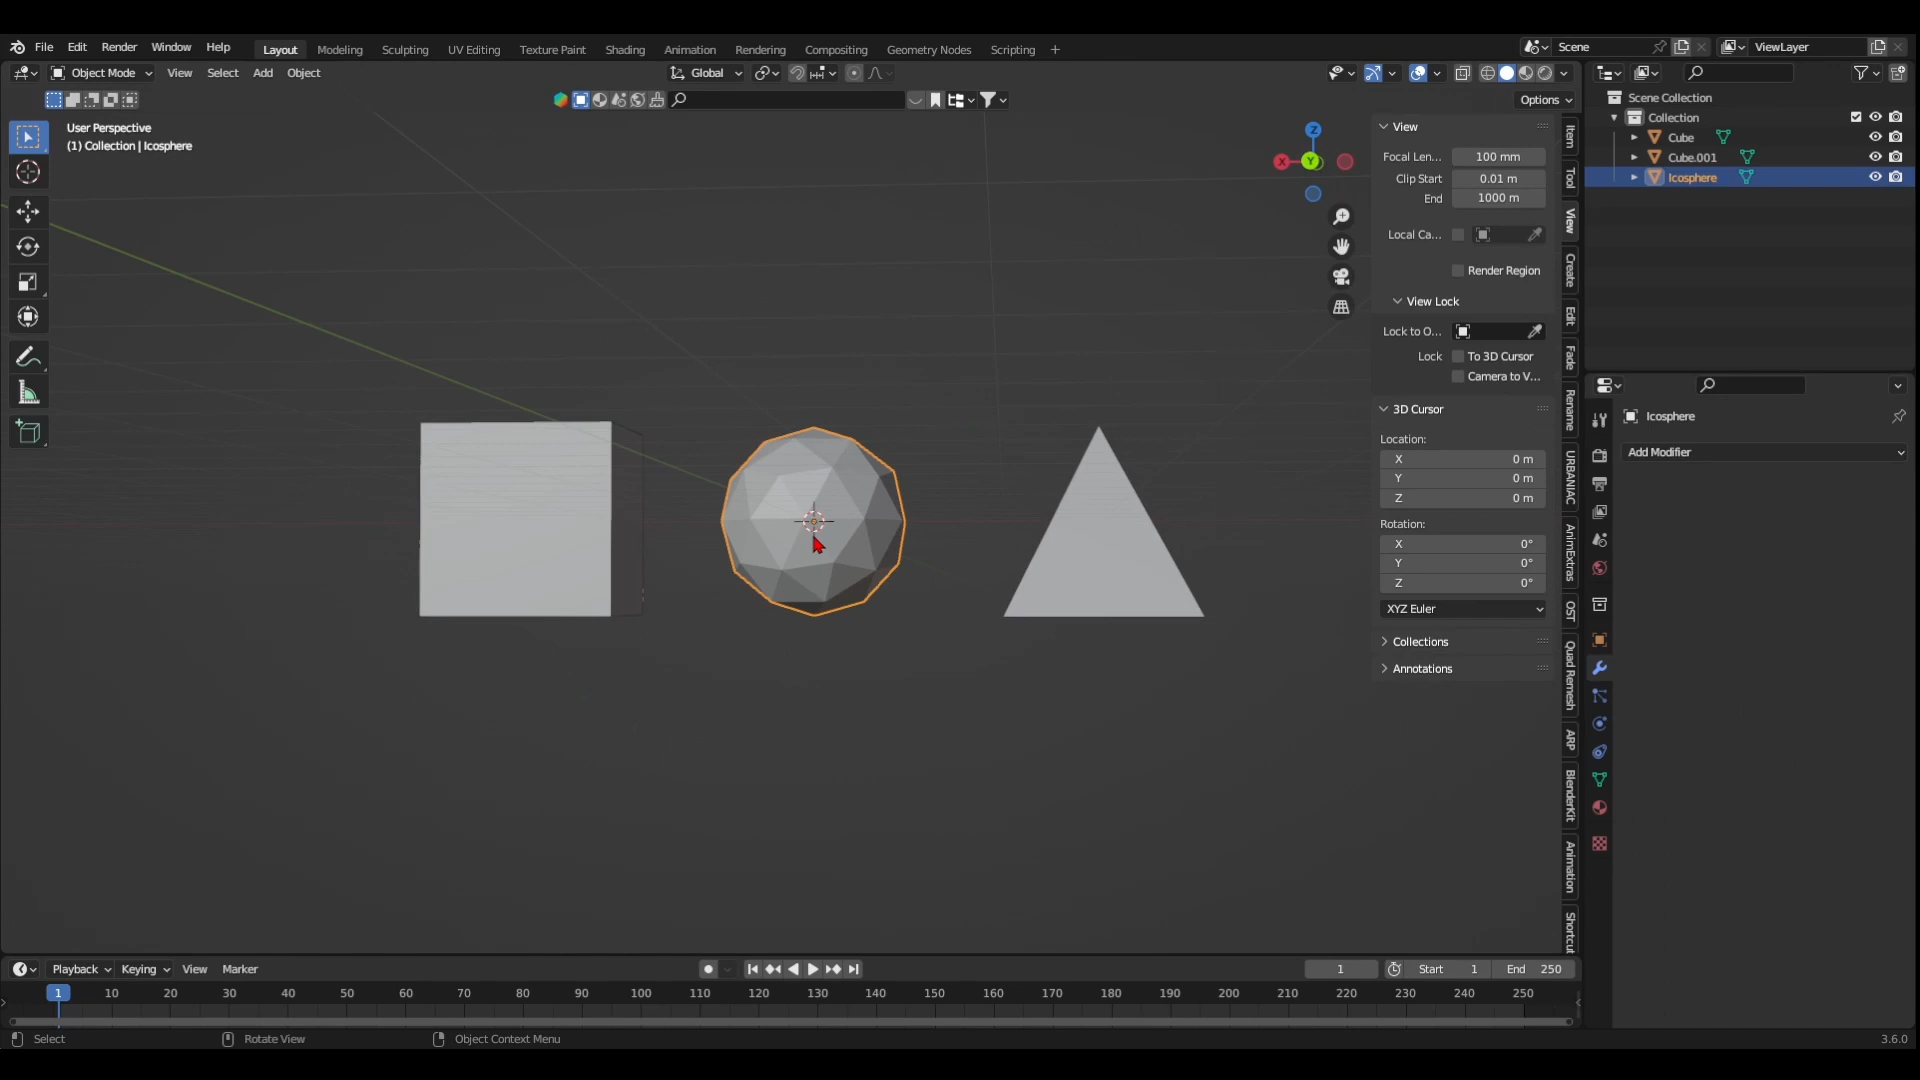 File Edit Render Window Help Layout Modeling Sculpting UV Editing Texture Paint Shading Animation Rendering Compositing Geometry Nodes Scripting Scene ViewLayer
Object Mode View Select Add Object Global
Options
User Perspective
(1) Collection | Icosphere
Z
X
Y
View
Focal Len... 100 mm
Clip Start 0.01 m
End 1000 m
Local Ca...
Render Region
View Lock
Lock to O...
Lock To 3D Cursor
Camera to V...
3D Cursor
Location:
X 0 m
Y 0 m
Z 0 m
Rotation:
X 0°
Y 0°
Z 0°
XYZ Euler
Collections
Annotations
Item
Tool
View
Create
Edit
Fade
Rename
URBANIAC
AnimExtras
OST
Quad Remesh
ARP
BlenderKit
Animation
Shortcut
Scene Collection
Collection
Cube
Cube.001
Icosphere
Icosphere
Add Modifier
Playback Keying View Marker 1 Start 1 End 250
1 10 20 30 40 50 60 70 80 90 100 110 120 130 140 150 160 170 180 190 200 210 220 230 240 250
Select Rotate View Object Context Menu 3.6.0